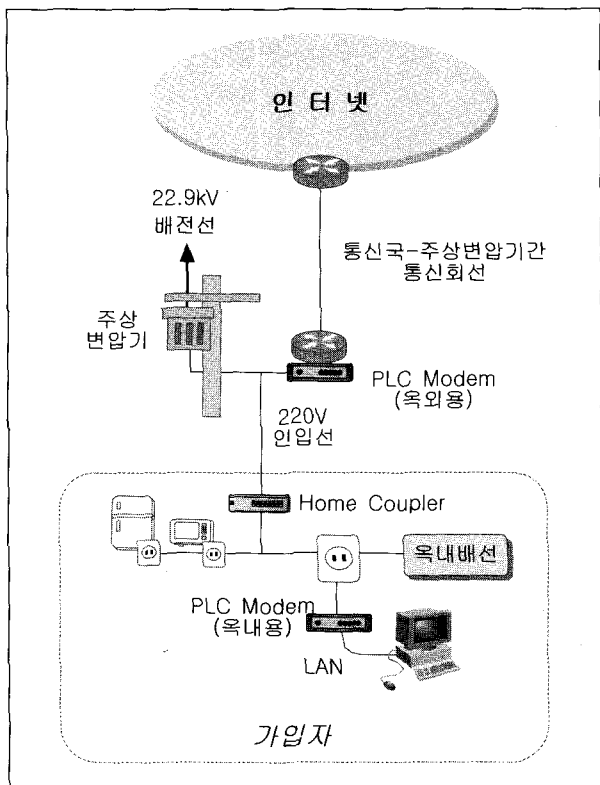 인 터 넷
22.9kV
배전선
통신국-주상변압기간
통신회선
주상
변압기
PLC Modem
(옥외용)
220V
인입선
Home Coupler
옥내배선
PLC Modem
(옥내용)
LAN
가입자